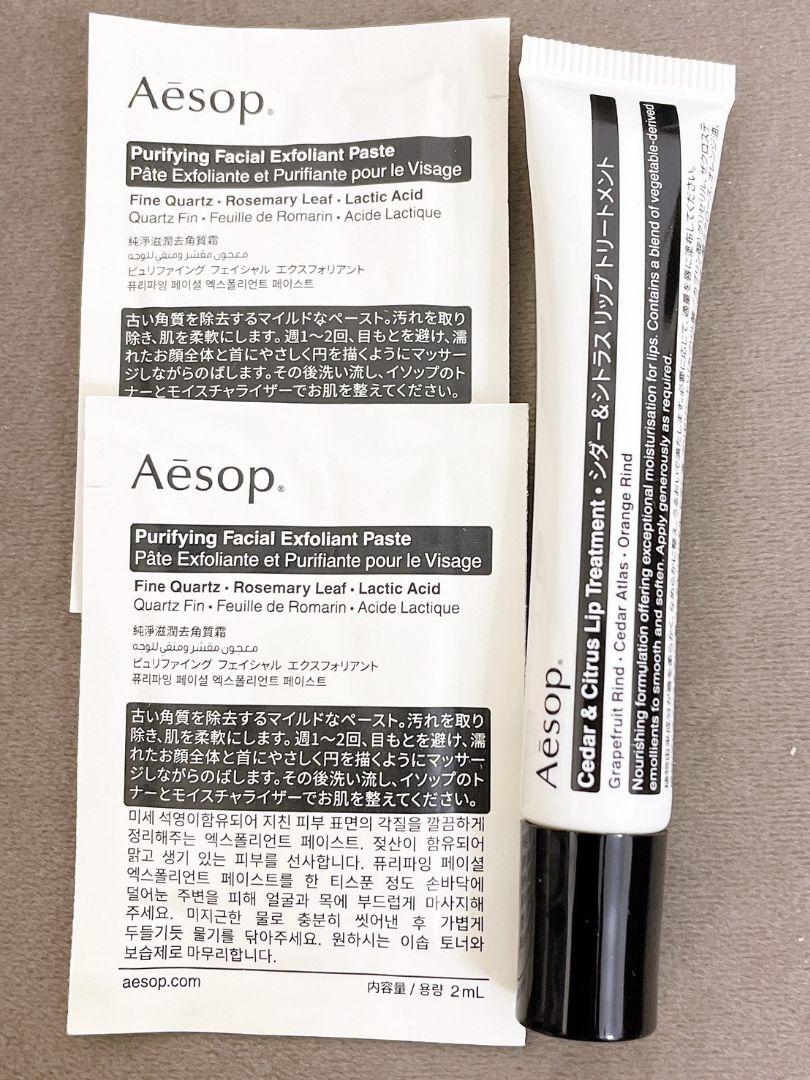 Aēsop®
Purifying Facial Exfoliant Paste
Pâte Exfoliante et Purifiante pour le Visage
Fine Quartz • Rosemary Leaf • Lactic Acid
Quartz Fin • Feuille de Romarin • Acide Lactique
純淨滋潤去角質霜
معجون مقشر ومنقي للوجه
ピュリファイング フェイシャル エクスフォリアント
퓨리파잉 페이셜 엑스폴리언트 페이스트
古い角質を除去するマイルドなペースト。汚れを取り
除き、肌を柔軟にします。週1〜2回、目もとを避け、濡
れたお顔全体と首にやさしく円を描くようにマッサー
ジしながらのばします。その後洗い流し、イソップのト
ナーとモイスチャライザーでお肌を整えてください。
Aēsop®
Purifying Facial Exfoliant Paste
Pâte Exfoliante et Purifiante pour le Visage
Fine Quartz • Rosemary Leaf • Lactic Acid
Quartz Fin • Feuille de Romarin • Acide Lactique
純淨滋潤去角質霜
معجون مقشر ومنقي للوجه
ピュリファイング フェイシャル エクスフォリアント
퓨리파잉 페이셜 엑스폴리언트 페이스트
古い角質を除去するマイルドなペースト。汚れを取り
除き、肌を柔軟にします。週1〜2回、目もとを避け、濡
れたお顔全体と首にやさしく円を描くようにマッサー
ジしながらのばします。その後洗い流し、イソップのト
ナーとモイスチャライザーでお肌を整えてください。
미세 석영이함유되어 지친 피부 표면의 각질을 깔끔하게
정리해주는 엑스폴리언트 페이스트. 젖산이 함유되어
맑고 생기 있는 피부를 선사합니다. 퓨리파잉 페이셜
엑스폴리언트 페이스트를 한 티스푼 정도 손바닥에
덜어눈 주변을 피해 얼굴과 목에 부드럽게 마사지해
주세요. 미지근한 물로 충분히 씻어낸 후 가볍게
두들기듯 물기를 닦아주세요. 원하시는 이솝 토너와
보습제로 마무리합니다.
aesop.com
内容量 / 용량 2mL
Aēsop®
Cedar & Citrus Lip Treatment • シダー&シトラス リップ トリートメント
Grapefruit Rind • Cedar Atlas • Orange Rind
Nourishing formulation offering exceptional moisturisation for lips. Contains a blend of vegetable-derived
emollients to smooth and soften. Apply generously as required.
必要に応じて、適量を唇に塗布してください。